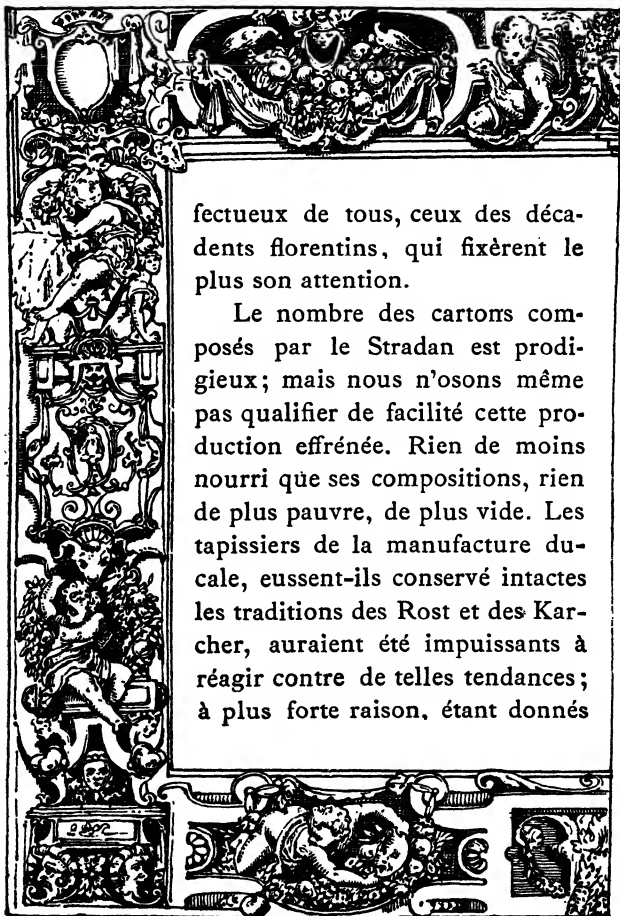 fectueux de tous, ceux des déca-
dents florentins, qui fixèrent le
plus son attention.
Le nombre des cartons com-
posés par le Stradan est prodi-
gieux; mais nous n'osons même
pas qualifier de facilité cette pro-
duction effrénée. Rien de moins
nourri que ses compositions, rien
de plus pauvre, de plus vide. Les
tapissiers de la manufacture du-
cale, eussent-ils conservé intactes
les traditions des Rost et des Kar-
cher, auraient été impuissants à
réagir contre de telles tendances;
à plus forte raison, étant donnés